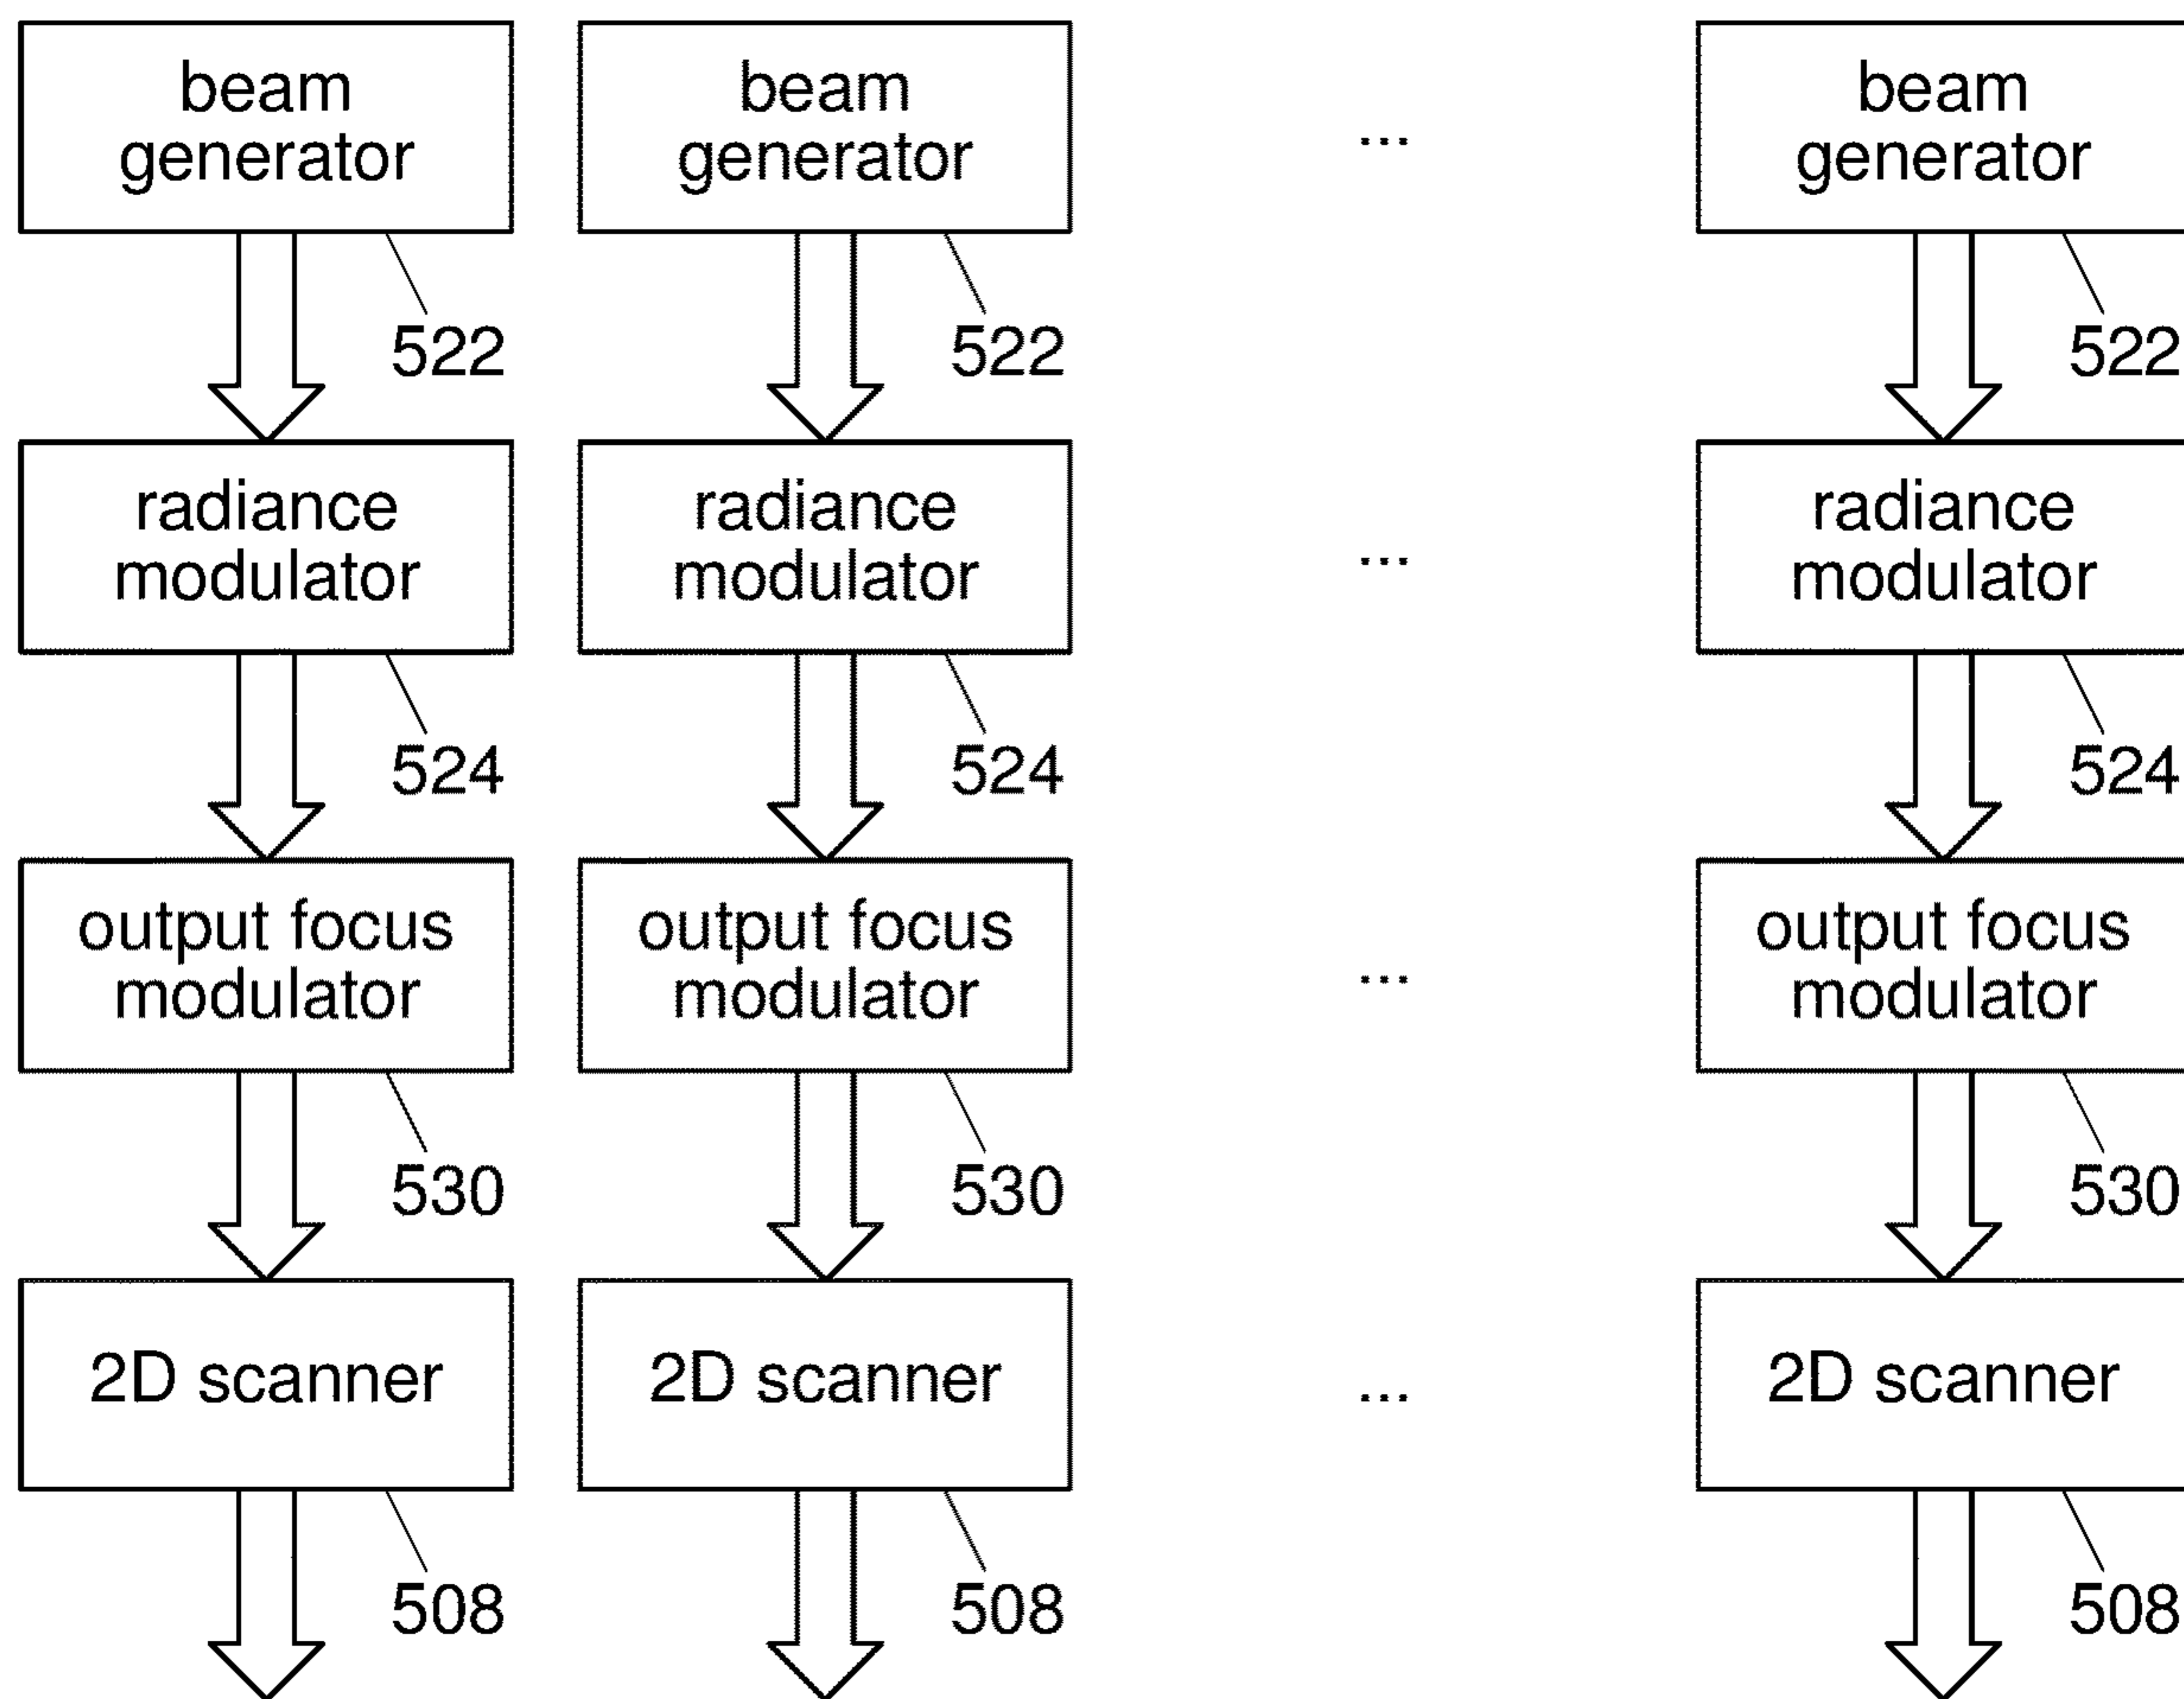 beam
generator
beam
generator
...
beam
generator
522
522
522
radiance
modulator
radiance
modulator
...
radiance
modulator
524
524
524
output focus
modulator
output focus
modulator
...
output focus
modulator
530
530
530
2D scanner
2D scanner
...
2D scanner
508
508
508